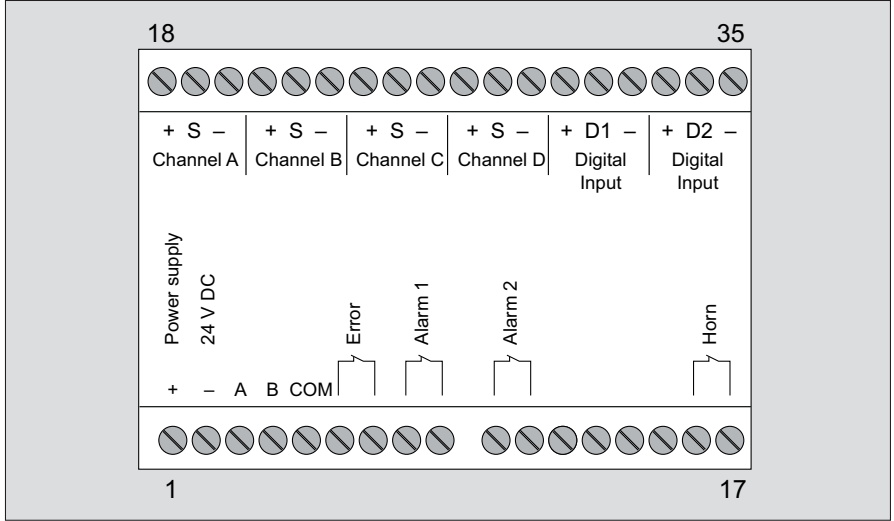 18 35
+ S – + S – + S – + S – + D1 – + D2 –
Channel A Channel B Channel C Channel D Digital Input Digital Input
Power supply
24 V DC
Error
Alarm 1
Alarm 2
Horn
+ – A B COM
1 17